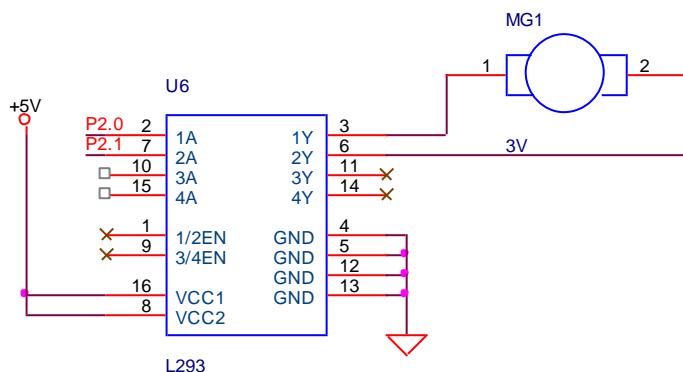 MG1
1
2
U6
+5V
P2.0
2
1A
1Y
3
P2.1
7
2A
2Y
6
3V
10
3A
3Y
11
15
4A
4Y
14
1
1/2EN
GND
4
9
3/4EN
GND
5
GND
12
16
VCC1
GND
13
8
VCC2
L293